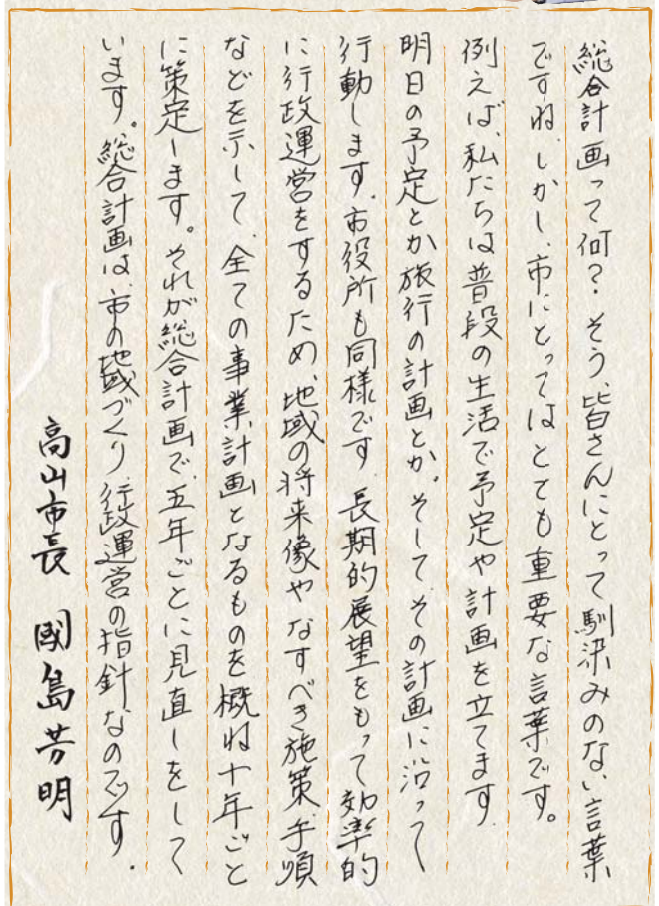 総合計画って何?そう、皆さんにとって馴染みのない言葉
ですね。しかし、市にとってはとても重要な言葉です。
例えば、私たちは普段の生活で予定や計画を立てます。
明日の予定とか旅行の計画とか。そして、その計画に沿って
行動します。市役所も同様です。長期的展望をもって効率的
に行政運営をするため、地域の将来像やなすべき施策、手順
などを示して、全ての事業計画となるものを概ね十年ごと
に策定します。それが総合計画で、五年ごとに見直しをして
います。総合計画は、市の地域づくり、行政運営の指針なのです。
高山市長 國島芳明